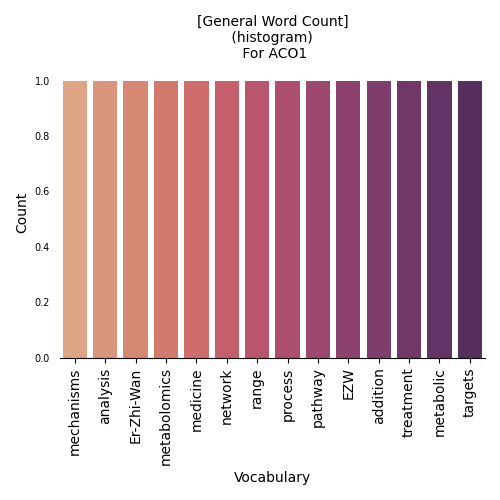 [General Word Count]
(histogram)
For ACO1
1.0
0.8
0.6
0.4
0.2
0.0
Count
mechanisms
analysis
Er-Zhi-Wan
metabolomics
medicine
network
range
process
pathway
EZW
addition
treatment
metabolic
targets
Vocabulary